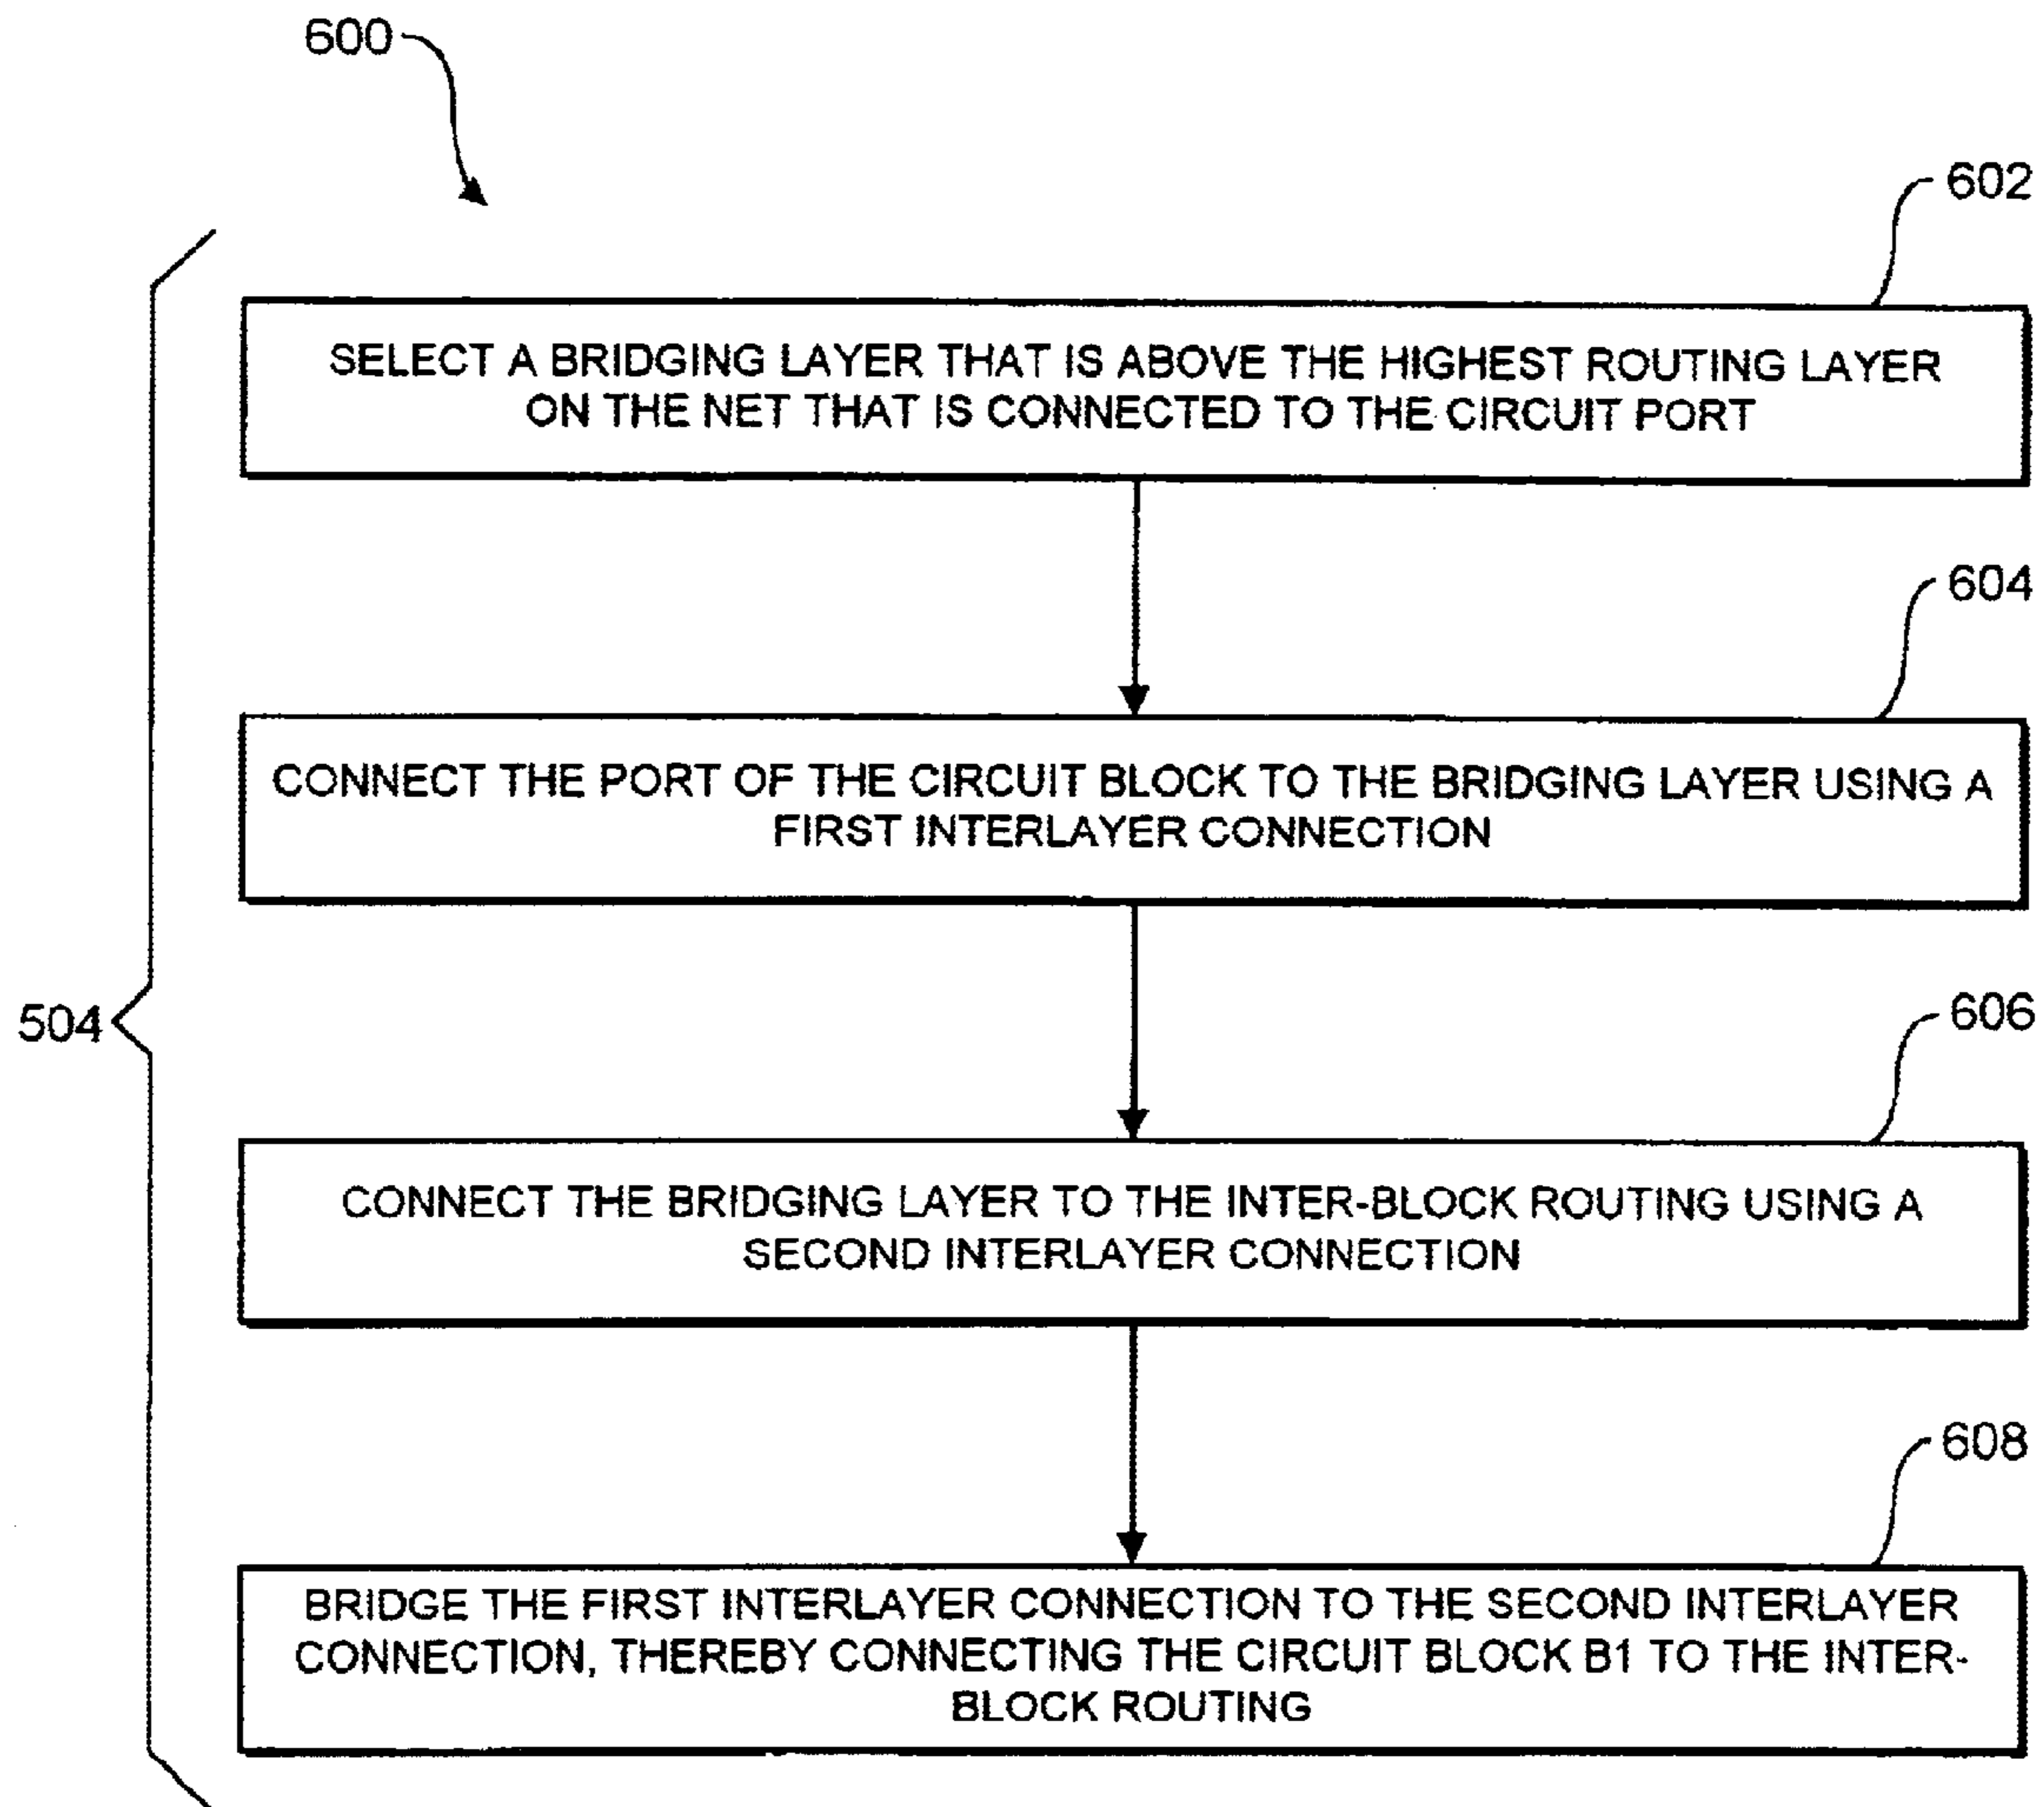 600
602
SELECT A BRIDGING LAYER THAT IS ABOVE THE HIGHEST ROUTING LAYER
ON THE NET THAT IS CONNECTED TO THE CIRCUIT PORT
604
CONNECT THE PORT OF THE CIRCUIT BLOCK TO THE BRIDGING LAYER USING A
FIRST INTERLAYER CONNECTION
504
606
CONNECT THE BRIDGING LAYER TO THE INTER-BLOCK ROUTING USING A
SECOND INTERLAYER CONNECTION
608
BRIDGE THE FIRST INTERLAYER CONNECTION TO THE SECOND INTERLAYER
CONNECTION, THEREBY CONNECTING THE CIRCUIT BLOCK B1 TO THE INTER-
BLOCK ROUTING